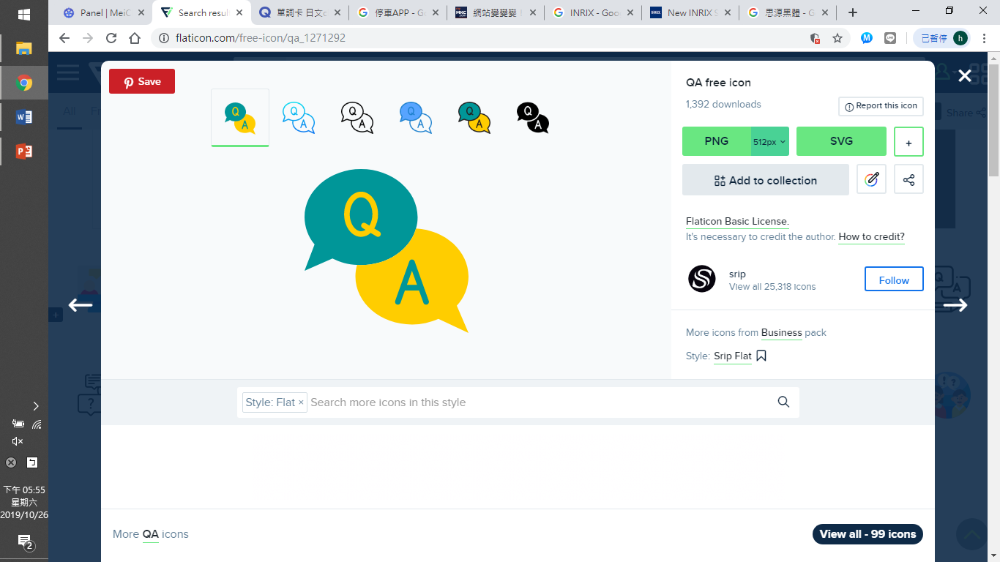 Panel | MeiC
Search resul
單詞卡 日文c
停車APP - Go
網站變變變
INRIX - Goo
New INRIX S
思源黑體 - G
flaticon.com/free-icon/qa_1271292
已暫停
h
Save
Q
A
QA free icon
1,392 downloads
Report this icon
PNG
512px
SVG
+
Add to collection
Flaticon Basic License.
It's necessary to credit the author. How to credit?
srip
View all 25,318 icons
Follow
More icons from Business pack
Style: Srip Flat
All
Share
Style: Flat × Search more icons in this style
More QA icons
View all - 99 icons
下午 05:55
星期六
2019/10/26
2